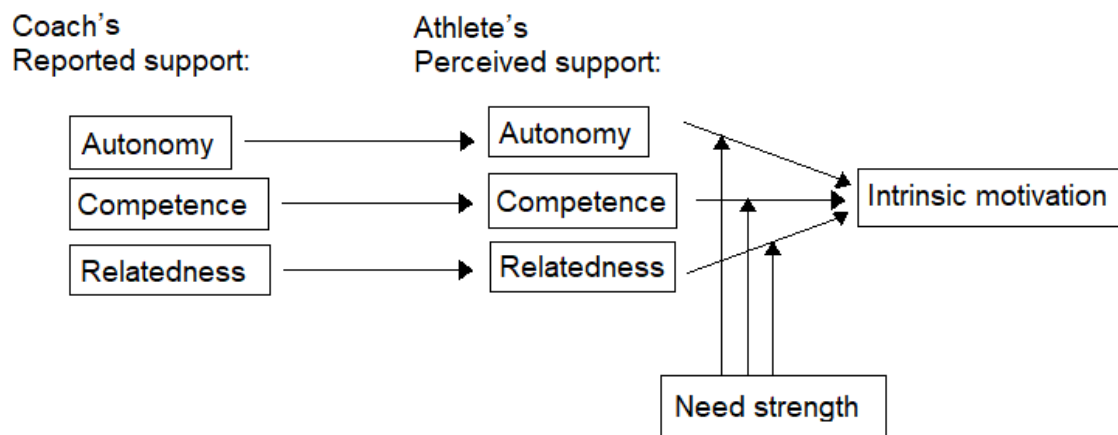 Coach's
Reported support:
Athlete's
Perceived support:
Autonomy
Autonomy
Competence
Competence
Intrinsic motivation
Relatedness
Relatedness
Need strength